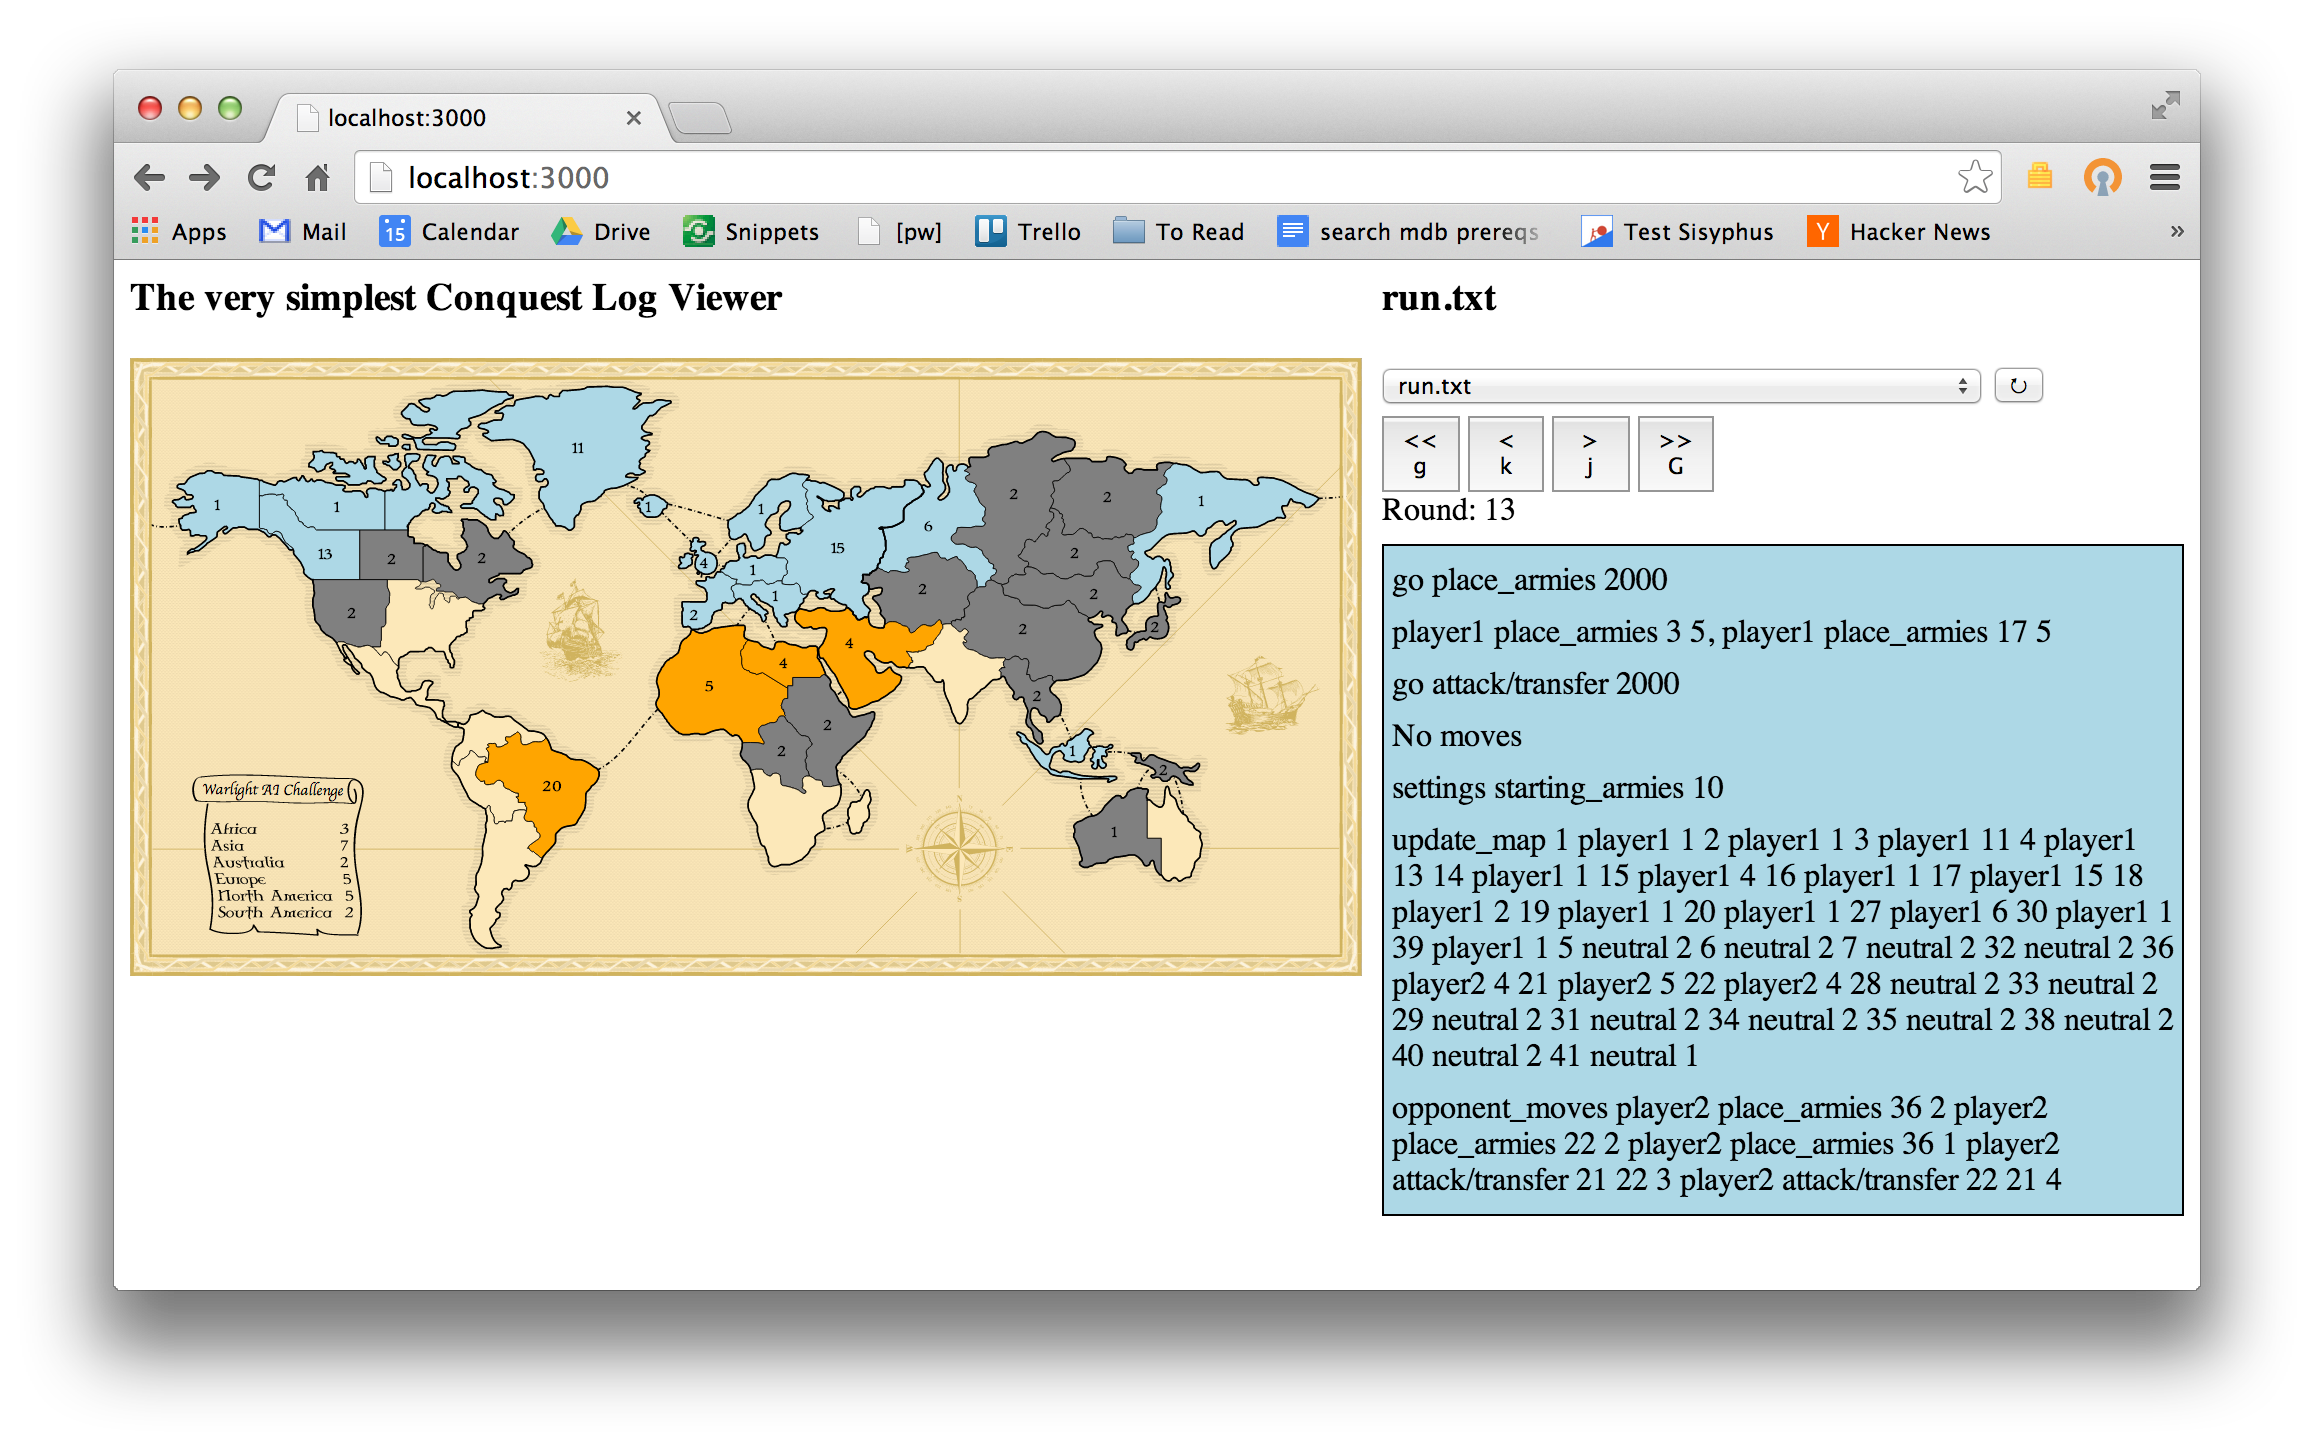 localhost:3000
localhost:3000
Apps Mail 15 Calendar Drive Snippets [pw] Trello To Read search mdb prereqs Test Sisyphus Y Hacker News »
The very simplest Conquest Log Viewer
11
1
1
13
2
2
2
1
1
6
15
4
1
1
2
2
2
1
2
2
2
2
2
2
4
4
5
2
2
2
1
2
1
20
Warlight AI Challenge
Africa 3
Asia 7
Australia 2
Europe 5
North America 5
South America 2
run.txt
run.txt
<< < > >>
g k j G
Round: 13
go place_armies 2000
player1 place_armies 3 5, player1 place_armies 17 5
go attack/transfer 2000
No moves
settings starting_armies 10
update_map 1 player1 1 2 player1 1 3 player1 11 4 player1
13 14 player1 1 15 player1 4 16 player1 1 17 player1 15 18
player1 2 19 player1 1 20 player1 1 27 player1 6 30 player1 1
39 player1 1 5 neutral 2 6 neutral 2 7 neutral 2 32 neutral 2 36
player2 4 21 player2 5 22 player2 4 28 neutral 2 33 neutral 2
29 neutral 2 31 neutral 2 34 neutral 2 35 neutral 2 38 neutral 2
40 neutral 2 41 neutral 1
opponent_moves player2 place_armies 36 2 player2
place_armies 22 2 player2 place_armies 36 1 player2
attack/transfer 21 22 3 player2 attack/transfer 22 21 4